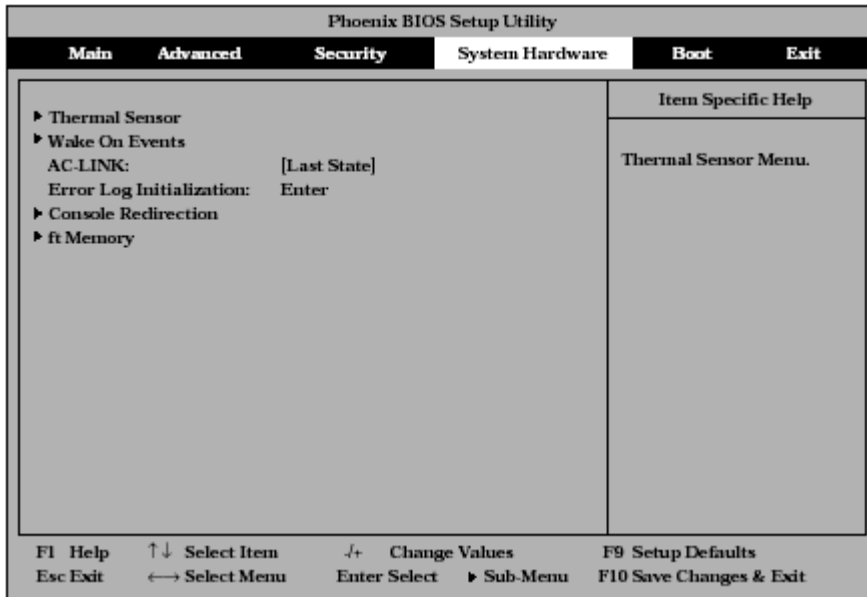 Phoenix BIOS Setup Utility
Main Advanced Security System Hardware Boot Exit
▶ Thermal Sensor
▶ Wake On Events
AC-LINK: [Last State]
Error Log Initialization: Enter
▶ Console Redirection
▶ ft Memory
Item Specific Help
Thermal Sensor Menu.
F1 Help ↑↓ Select Item -/+ Change Values F9 Setup Defaults
Esc Exit ←→ Select Menu Enter Select ▶ Sub-Menu F10 Save Changes & Exit